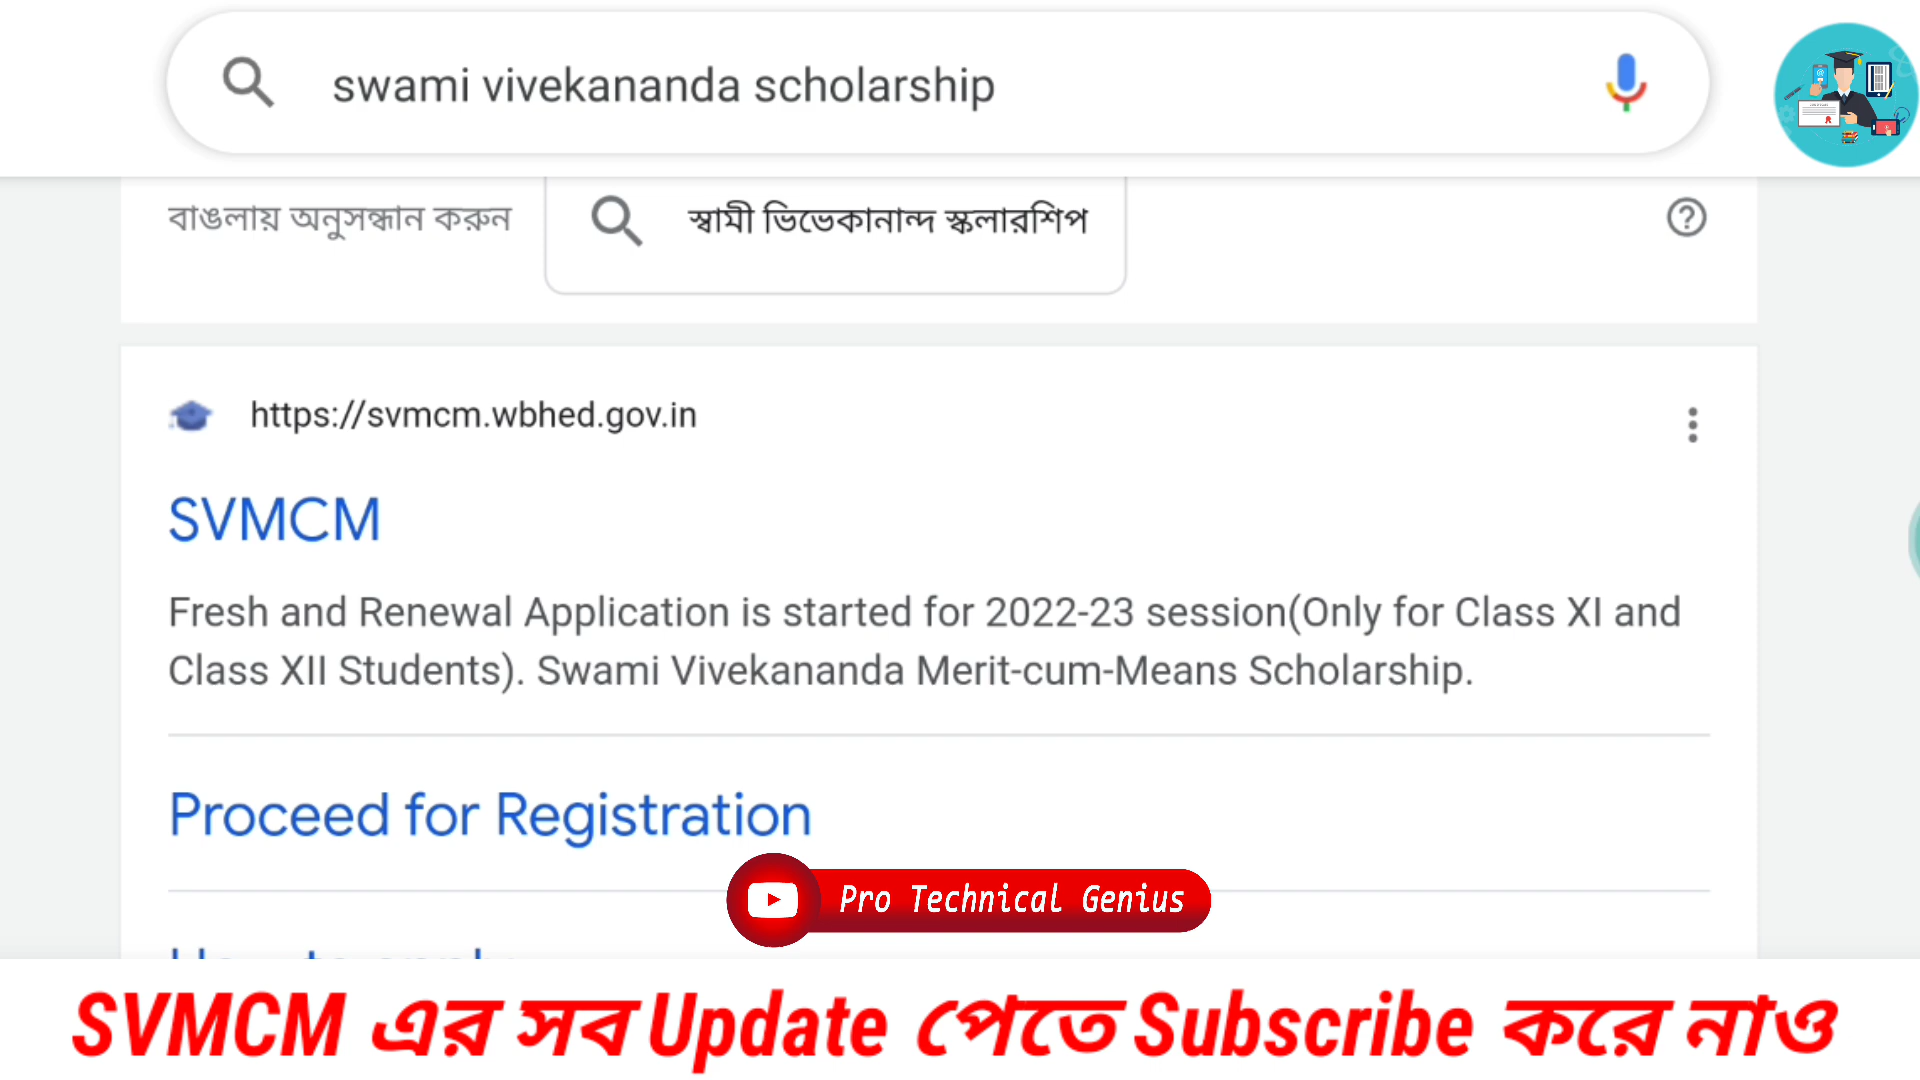 swami vivekananda scholarship
বাঙলায় অনুসন্ধান করুন
স্বামী ভিভেকানান্দ স্কলারশিপ
https://svmcm.wbhed.gov.in
SVMCM
Fresh and Renewal Application is started for 2022-23 session(Only for Class XI and
Class XII Students). Swami Vivekananda Merit-cum-Means Scholarship.
Proceed for Registration
Pro Technical Genius
SVMCM এর সব Update পেতে Subscribe করে নাও